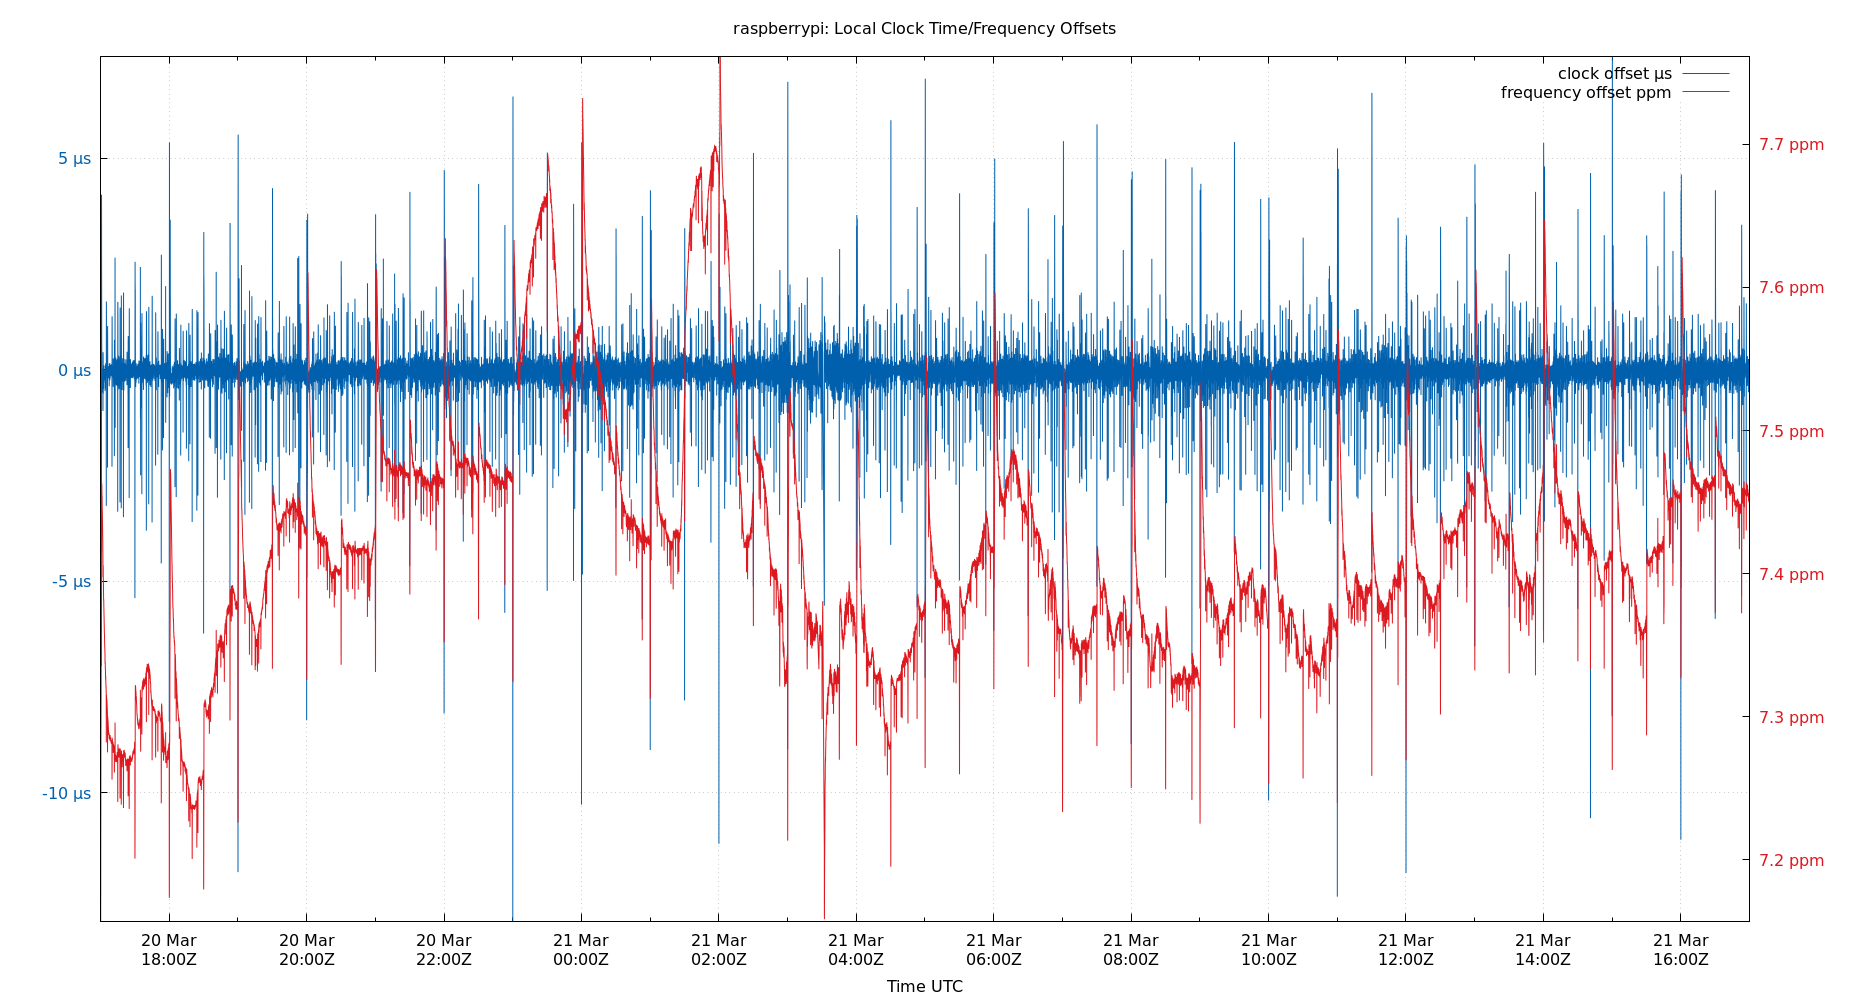 raspberrypi: Local Clock Time/Frequency Offsets
clock offset µs
frequency offset ppm
5 µs
0 µs
-5 µs
-10 µs
7.7 ppm
7.6 ppm
7.5 ppm
7.4 ppm
7.3 ppm
7.2 ppm
20 Mar 20 Mar 20 Mar 21 Mar 21 Mar 21 Mar 21 Mar 21 Mar 21 Mar 21 Mar 21 Mar 21 Mar
18:00Z 20:00Z 22:00Z 00:00Z 02:00Z 04:00Z 06:00Z 08:00Z 10:00Z 12:00Z 14:00Z 16:00Z
Time UTC